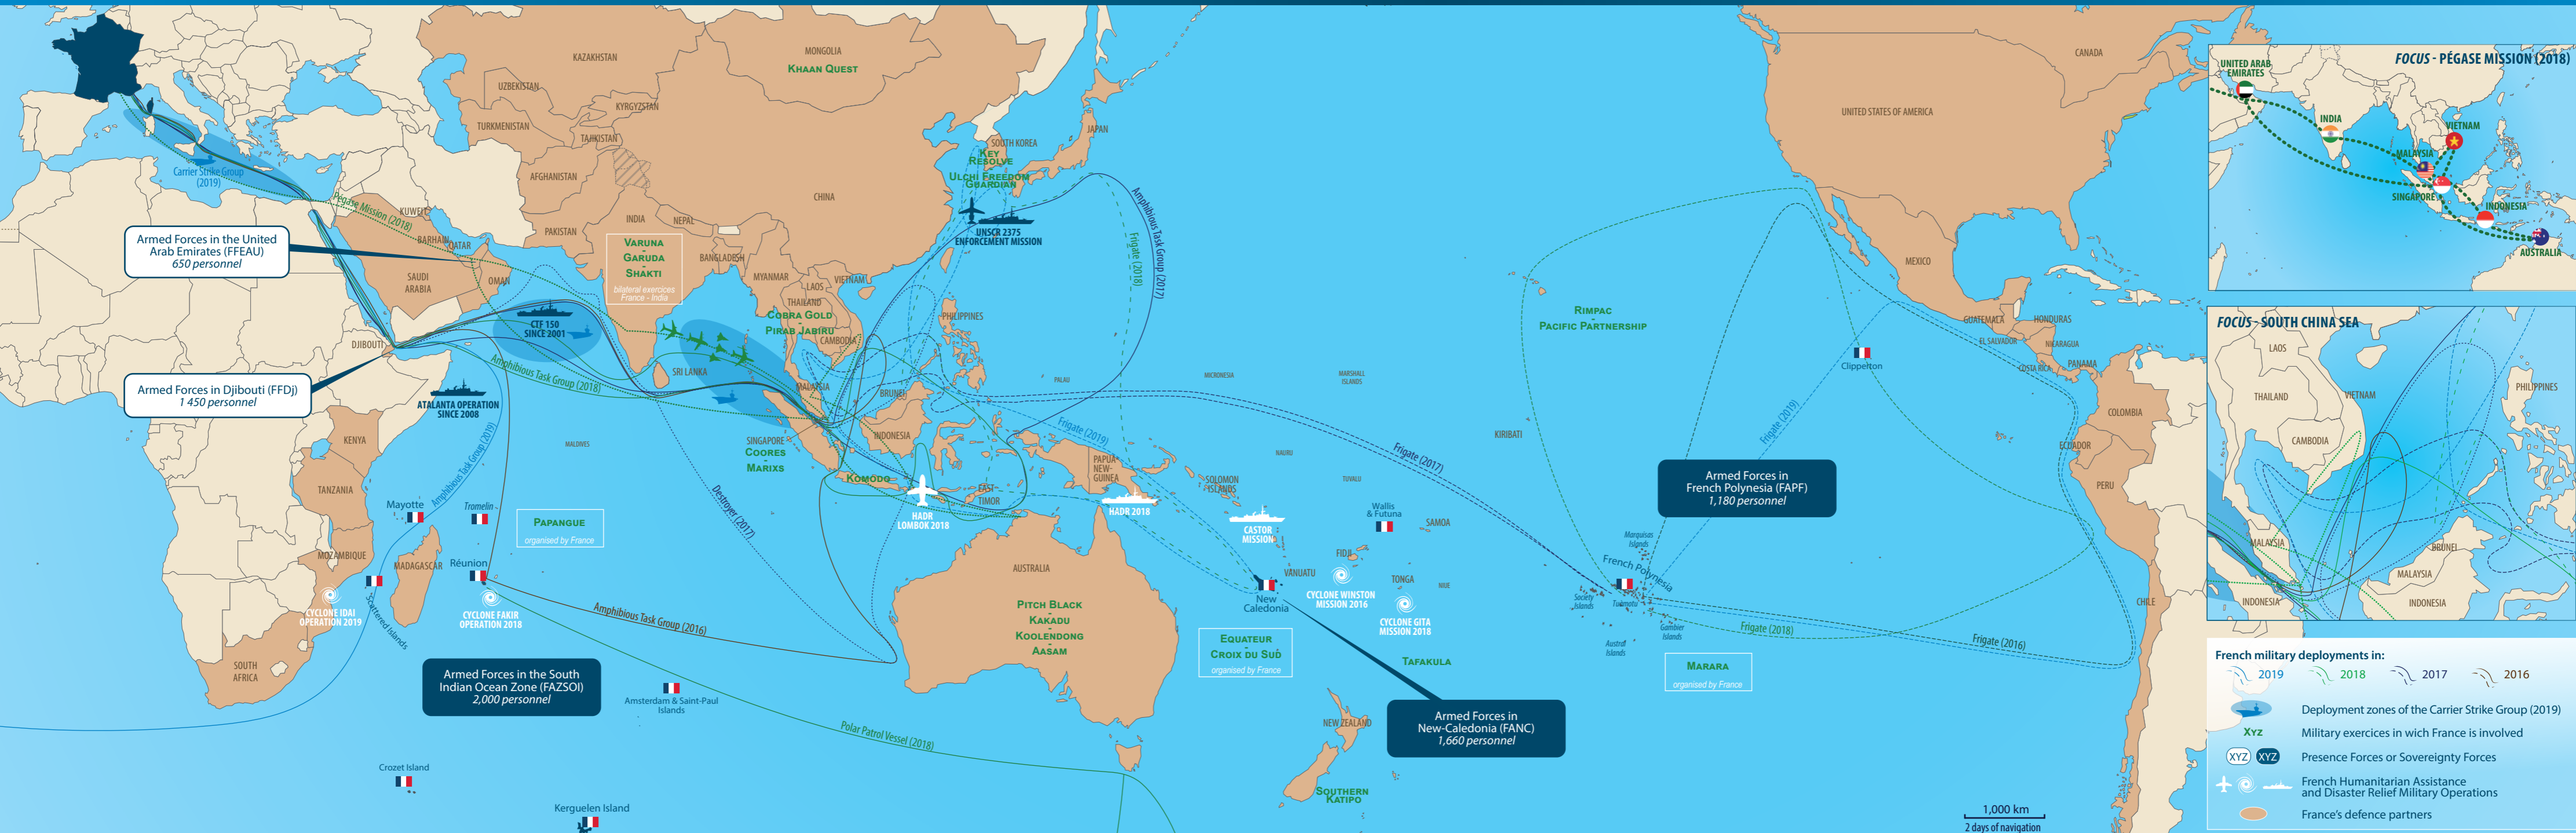 KAZAKHSTAN
MONGOLIA
KHAAN QUEST
UZBEKISTAN
KYRGYZSTAN
TURKMENISTAN
TAJIKISTAN
AFGHANISTAN
PAKISTAN
INDIA
NEPAL
CHINA
BANGLADESH
MYANMAR
LAOS
VIETNAM
THAILAND
CAMBODIA
SOUTH KOREA
JAPAN
KEY
RESOLVE
-
ULCHI FREEDOM
GUARDIAN
UNSCR 2375
ENFORCEMENT MISSION
Amphibious Task Group (2017)
Frigate (2018)
CANADA
UNITED STATES OF AMERICA
MEXICO
GUATEMALA
HONDURAS
EL SALVADOR
NICARAGUA
COSTA RICA
PANAMA
COLOMBIA
ECUADOR
PERU
CHILE
Carrier Strike Group
(2019)
Pégase Mission (2018)
KUWEIT
BARHAIN
QATAR
SAUDI
ARABIA
OMAN
DJIBOUTI
Armed Forces in the United
Arab Emirates (FFEAU)
650 personnel
Armed Forces in Djibouti (FFDj)
1 450 personnel
CTF 150
SINCE 2001
ATALANTA OPERATION
SINCE 2008
Amphibious Task Group (2018)
Amphibious Task Group (2019)
VARUNA
-
GARUDA
-
SHAKTI
bilateral exercices
France - India
COBRA GOLD
-
PIRAB JABIRU
SRI LANKA
MALDIVES
MALAYSIA
BRUNEI
PHILIPPINES
SINGAPORE
COORES
-
MARIXS
INDONESIA
KOMODO
HADR
LOMBOK 2018
EAST-
TIMOR
PAPUA
NEW-
GUINEA
HADR 2018
PALAU
MICRONESIA
MARSHALL
ISLANDS
NAURU
KIRIBATI
TUVALU
SOLOMON
ISLANDS
Frigate (2019)
Frigate (2017)
Destroyer (2017)
RIMPAC
-
PACIFIC PARTNERSHIP
Clipperton
Frigate (2019)
Armed Forces in
French Polynesia (FAPF)
1,180 personnel
KENYA
TANZANIA
MOZAMBIQUE
MADAGASCAR
SOUTH
AFRICA
Mayotte
Tromelin
Réunion
Scattered Islands
CYCLONE IDAI
OPERATION 2019
CYCLONE FAKIR
OPERATION 2018
PAPANGUE
organised by France
Amphibious Task Group (2016)
Armed Forces in the South
Indian Ocean Zone (FAZSOI)
2,000 personnel
Amsterdam & Saint-Paul
Islands
Polar Patrol Vessel (2018)
Crozet Island
Kerguelen Island
AUSTRALIA
PITCH BLACK
-
KAKADU
-
KOOLENDONG
-
AASAM
CASTOR
MISSION
VANUATU
New
Caledonia
FIDJI
Wallis
& Futuna
SAMOA
TONGA
NIUE
CYCLONE WINSTON
MISSION 2016
CYCLONE GITA
MISSION 2018
EQUATEUR
-
CROIX DU SUD
organised by France
TAFAKULA
Armed Forces in
New-Caledonia (FANC)
1,660 personnel
NEW ZEALAND
SOUTHERN
KATIPO
Marquisas
Islands
French Polynesia
Society
Islands
Tuamotu
Gambier
Islands
Austral
Islands
MARARA
organised by France
Frigate (2018)
Frigate (2016)
1,000 km
2 days of navigation
FOCUS - PÉGASE MISSION (2018)
UNITED ARAB
EMIRATES
INDIA
VIETNAM
MALAYSIA
SINGAPORE
INDONESIA
AUSTRALIA
FOCUS - SOUTH CHINA SEA
LAOS
THAILAND
VIETNAM
CAMBODIA
PHILIPPINES
MALAYSIA
BRUNEI
MALAYSIA
INDONESIA
INDONESIA
French military deployments in:
2019
2018
2017
2016
Deployment zones of the Carrier Strike Group (2019)
XYZ
Military exercices in wich France is involved
XYZ
XYZ
Presence Forces or Sovereignty Forces
French Humanitarian Assistance
and Disaster Relief Military Operations
France's defence partners